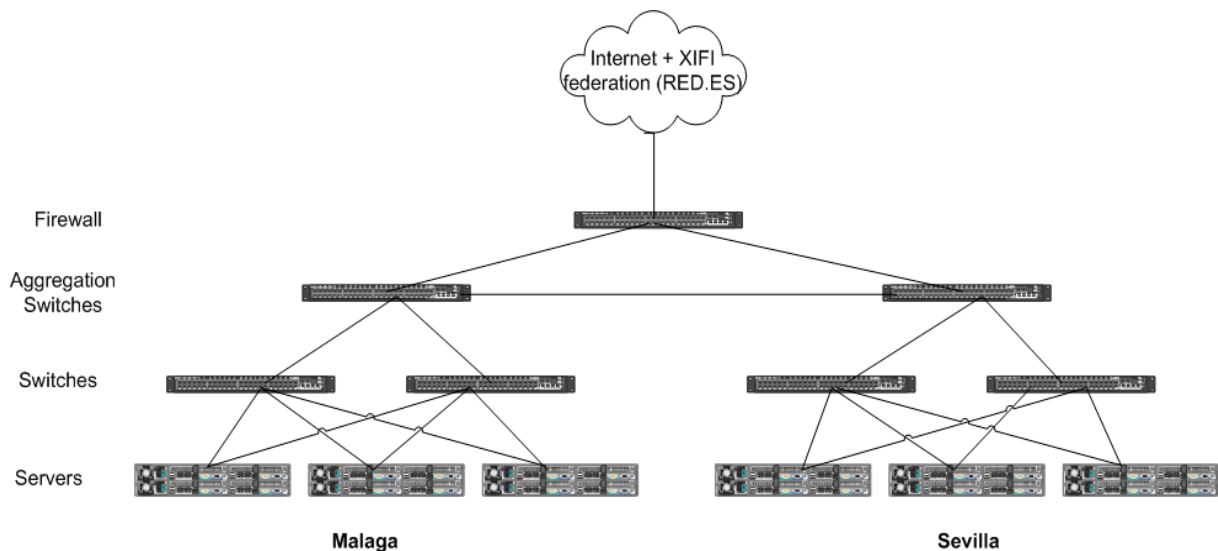 Internet + XIFI
federation (RED.ES)
Firewall
Aggregation
Switches
Switches
Servers
Malaga
Sevilla